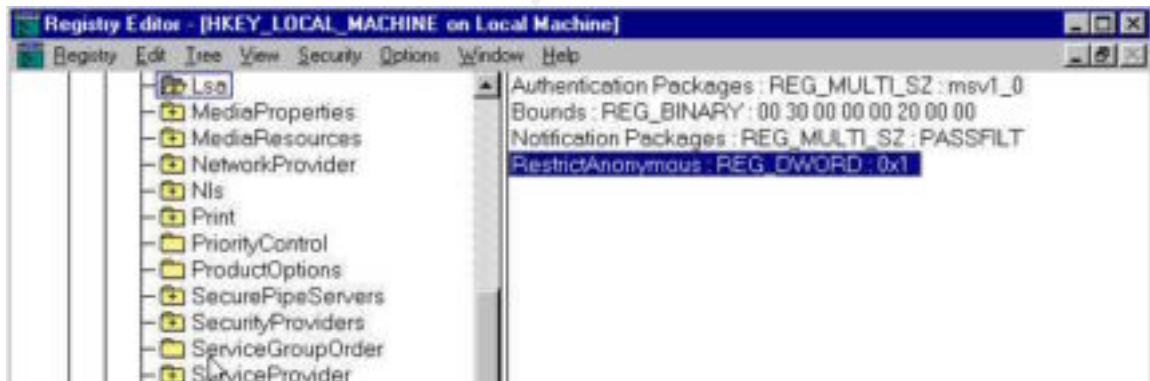 Registry Editor - [HKEY_LOCAL_MACHINE on Local Machine]
Registry Edit Tree View Security Options Window Help
Lsa
MediaProperties
MediaResources
NetworkProvider
Nls
Print
PriorityControl
ProductOptions
SecurePipeServers
SecurityProviders
ServiceGroupOrder
ServiceProvider
Authentication Packages : REG_MULTI_SZ : msv1_0
Bounds : REG_BINARY : 00 30 00 00 00 20 00 00
Notification Packages : REG_MULTI_SZ : PASSFILT
RestrictAnonymous : REG_DWORD : 0x1